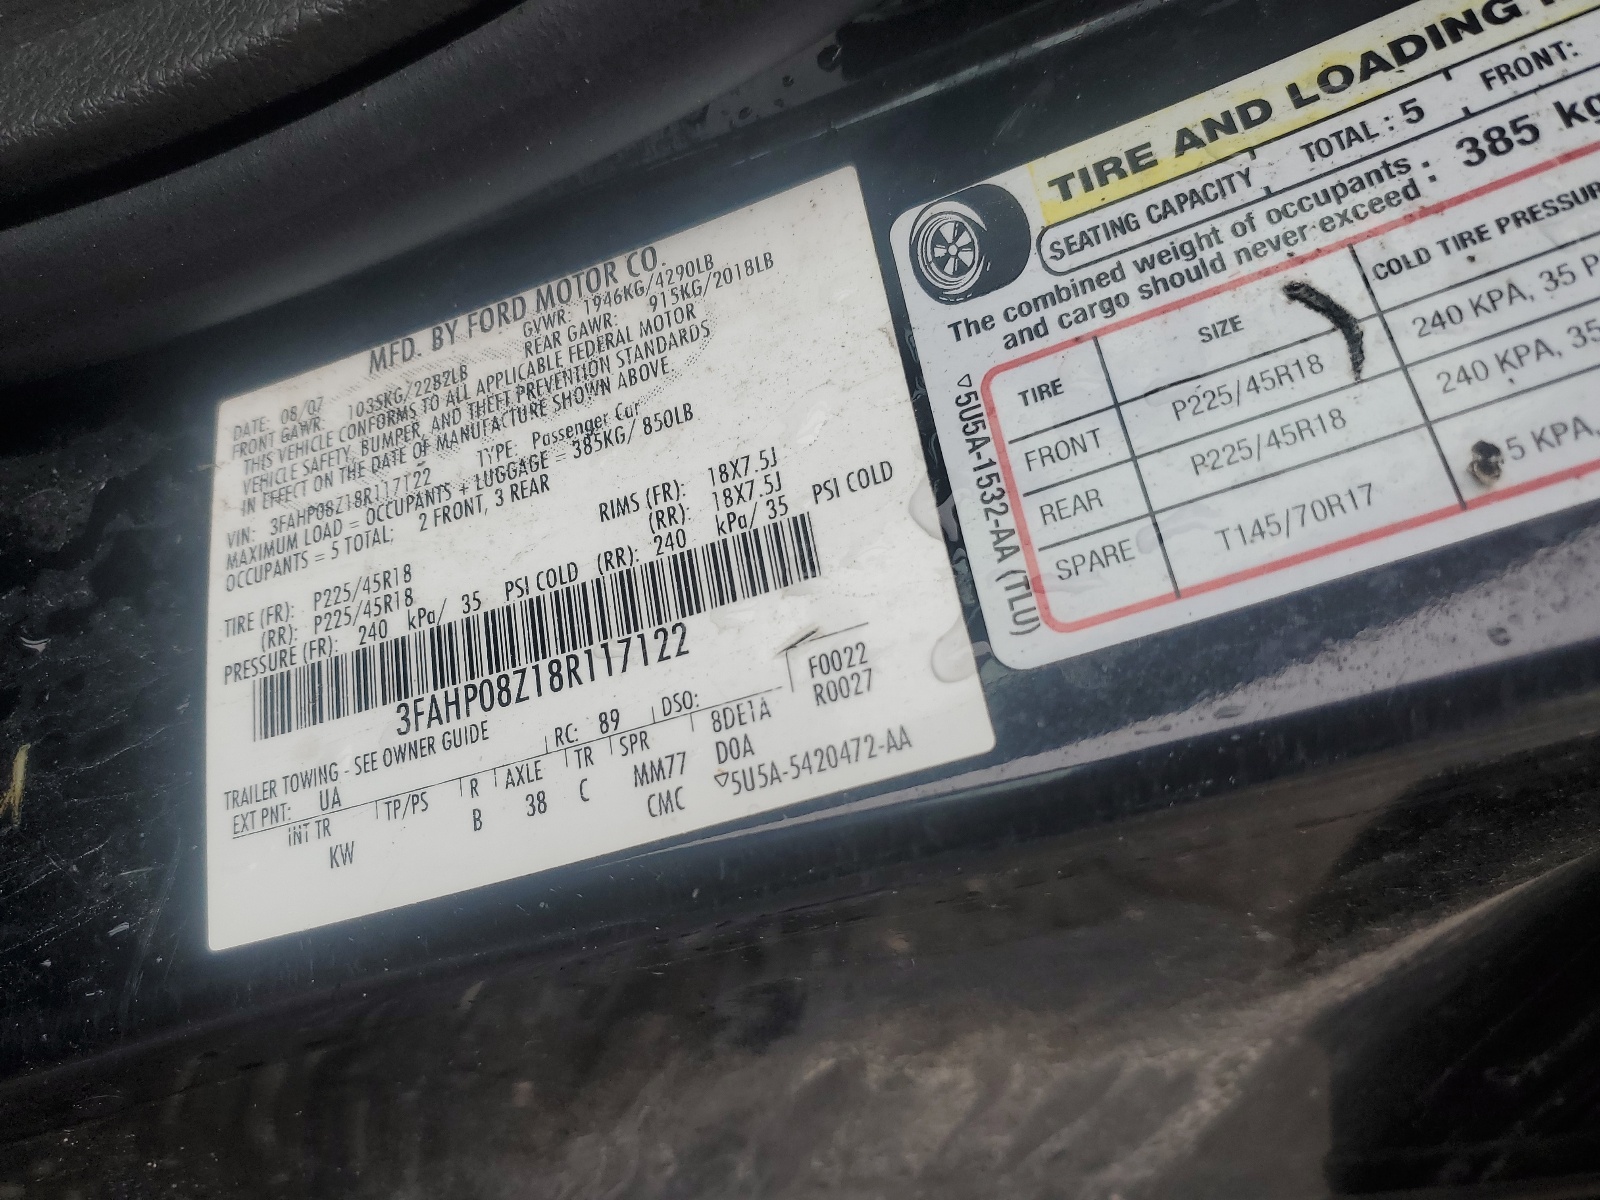 MFD. BY FORD MOTOR CO.
DATE: 08/07 GVWR: 1946KG/4290LB
FRONT GAWR: 1035KG/2282LB REAR GAWR: 915KG/2018LB
THIS VEHICLE CONFORMS TO ALL APPLICABLE FEDERAL MOTOR
VEHICLE SAFETY, BUMPER, AND THEFT PREVENTION STANDARDS
IN EFFECT ON THE DATE OF MANUFACTURE SHOWN ABOVE.
VIN: 3FAHP08Z18R117122 TYPE: Passenger Car
MAXIMUM LOAD = OCCUPANTS + LUGGAGE = 385KG/ 850LB
OCCUPANTS = 5 TOTAL; 2 FRONT, 3 REAR
TIRE (FR): P225/45R18 RIMS (FR): 18X7.5J
(RR): P225/45R18 (RR): 18X7.5J
PRESSURE (FR): 240 kPa/ 35 PSI COLD (RR): 240 kPa/ 35 PSI COLD
3FAHP08Z18R117122
F0022
R0027
TRAILER TOWING - SEE OWNER GUIDE
EXT PNT: UA RC: 89 DSO:
INT TR TP/PS R AXLE TR SPR 8DE1A
KW B 38 C MM77 DOA
CMC ▽5U5A-5420472-AA
TIRE AND LOADING
SEATING CAPACITY TOTAL : 5 FRONT:
The combined weight of occupants
and cargo should never exceed : 385 kg
TIRE SIZE COLD TIRE PRESSURE
FRONT P225/45R18 240 KPA, 35
REAR P225/45R18 240 KPA, 35
SPARE T145/70R17 5 KPA,
▽5U5A-1532-AA (TLU)